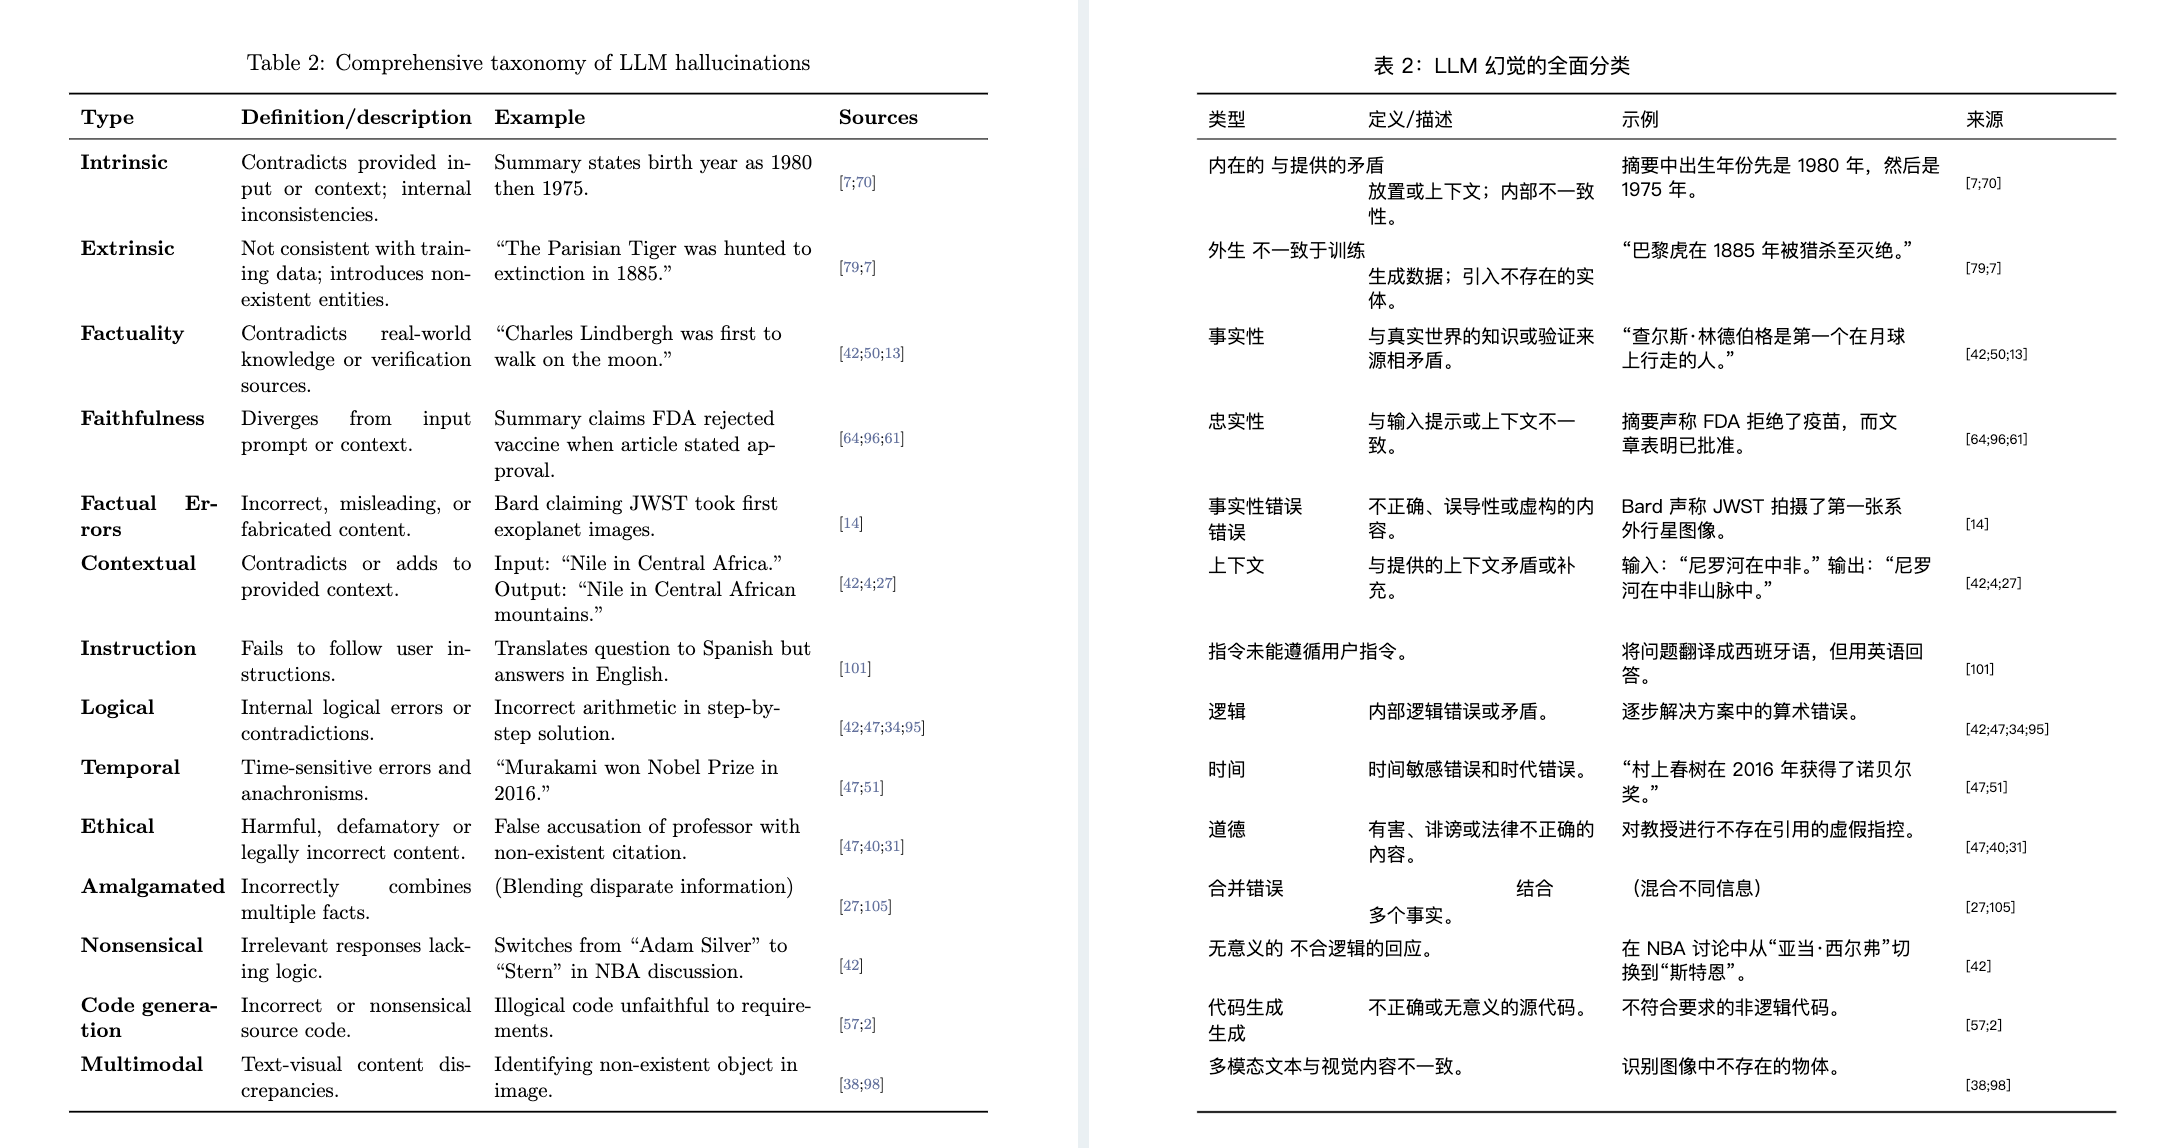 Table 2: Comprehensive taxonomy of LLM hallucinations
Type Definition/description Example Sources
Intrinsic Contradicts provided in- Summary states birth year as 1980
put or context; internal then 1975. [7;70]
inconsistencies.
Extrinsic Not consistent with train- “The Parisian Tiger was hunted to
ing data; introduces non- extinction in 1885.” [79;7]
existent entities.
Factuality Contradicts real-world “Charles Lindbergh was first to
knowledge or verification walk on the moon.” [42;50;13]
sources.
Faithfulness Diverges from input Summary claims FDA rejected
prompt or context. vaccine when article stated ap- [64;96;61]
proval.
Factual Er- Incorrect, misleading, or Bard claiming JWST took first
rors fabricated content. exoplanet images. [14]
Contextual Contradicts or adds to Input: “Nile in Central Africa.”
provided context. Output: “Nile in Central African [42;4;27]
mountains.”
Instruction Fails to follow user in- Translates question to Spanish but
structions. answers in English. [101]
Logical Internal logical errors or Incorrect arithmetic in step-by-
contradictions. step solution. [42;47;34;95]
Temporal Time-sensitive errors and “Murakami won Nobel Prize in
anachronisms. 2016.” [47;51]
Ethical Harmful, defamatory or False accusation of professor with
legally incorrect content. non-existent citation. [47;40;31]
Amalgamated Incorrectly combines (Blending disparate information)
multiple facts. [27;105]
Nonsensical Irrelevant responses lack- Switches from “Adam Silver” to
ing logic. “Stern” in NBA discussion. [42]
Code genera- Incorrect or nonsensical Illogical code unfaithful to require-
tion source code. ments. [57;2]
Multimodal Text-visual content dis- Identifying non-existent object in
crepancies. image. [38;98]
表 2：LLM 幻觉的全面分类
类型 定义/描述 示例 来源
内在的 与提供的矛盾 摘要中出生年份先是 1980 年，然后是
放置或上下文；内部不一致 1975 年。 [7;70]
性。
外生 不一致于训练 “巴黎虎在 1885 年被猎杀至灭绝。”
生成数据；引入不存在的实 [79;7]
体。
事实性 与真实世界的知识或验证来 “查尔斯·林德伯格是第一个在月球
源相矛盾。 上行走的人。” [42;50;13]
忠实性 与输入提示或上下文不一 摘要声称 FDA 拒绝了疫苗，而文
致。 章表明已批准。 [64;96;61]
事实性错误 不正确、误导性或虚构的内 Bard 声称 JWST 拍摄了第一张系
错误 容。 外行星图像。 [14]
上下文 与提供的上下文矛盾或补 输入：“尼罗河在中非。” 输出：“尼罗
充。 河在中非山脉中。” [42;4;27]
指令未能遵循用户指令。 将问题翻译成西班牙语，但用英语回
答。 [101]
逻辑 内部逻辑错误或矛盾。 逐步解决方案中的算术错误。
[42;47;34;95]
时间 时间敏感错误和时代错误。 “村上春树在 2016 年获得了诺贝尔
奖。” [47;51]
道德 有害、诽谤或法律不正确的 对教授进行不存在引用的虚假指控。
内容。 [47;40;31]
合并错误 结合 （混合不同信息）
多个事实。 [27;105]
无意义的 不合逻辑的回应。 在 NBA 讨论中从“亚当·西尔弗”切
换到“斯特恩”。 [42]
代码生成 不正确或无意义的源代码。 不符合要求的非逻辑代码。
生成 [57;2]
多模态文本与视觉内容不一致。 识别图像中不存在的物体。
[38;98]